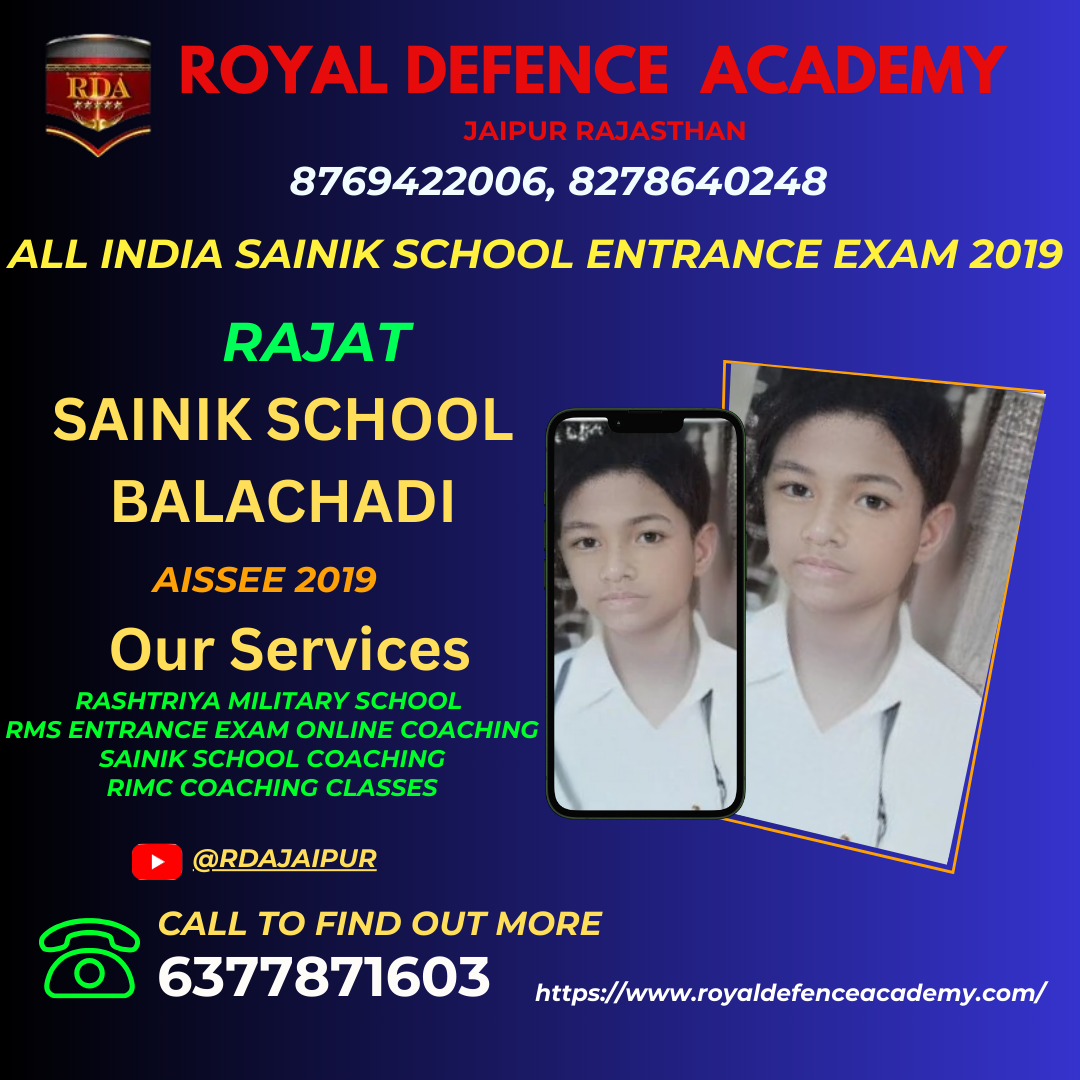 RDA
ROYAL DEFENCE ACADEMY
JAIPUR RAJASTHAN
8769422006, 8278640248
ALL INDIA SAINIK SCHOOL ENTRANCE EXAM 2019
RAJAT
SAINIK SCHOOL
BALACHADI
AISSEE 2019
Our Services
RASHTRIYA MILITARY SCHOOL
RMS ENTRANCE EXAM ONLINE COACHING
SAINIK SCHOOL COACHING
RIMC COACHING CLASSES
@RDAJAIPUR
CALL TO FIND OUT MORE
6377871603
https://www.royaldefenceacademy.com/